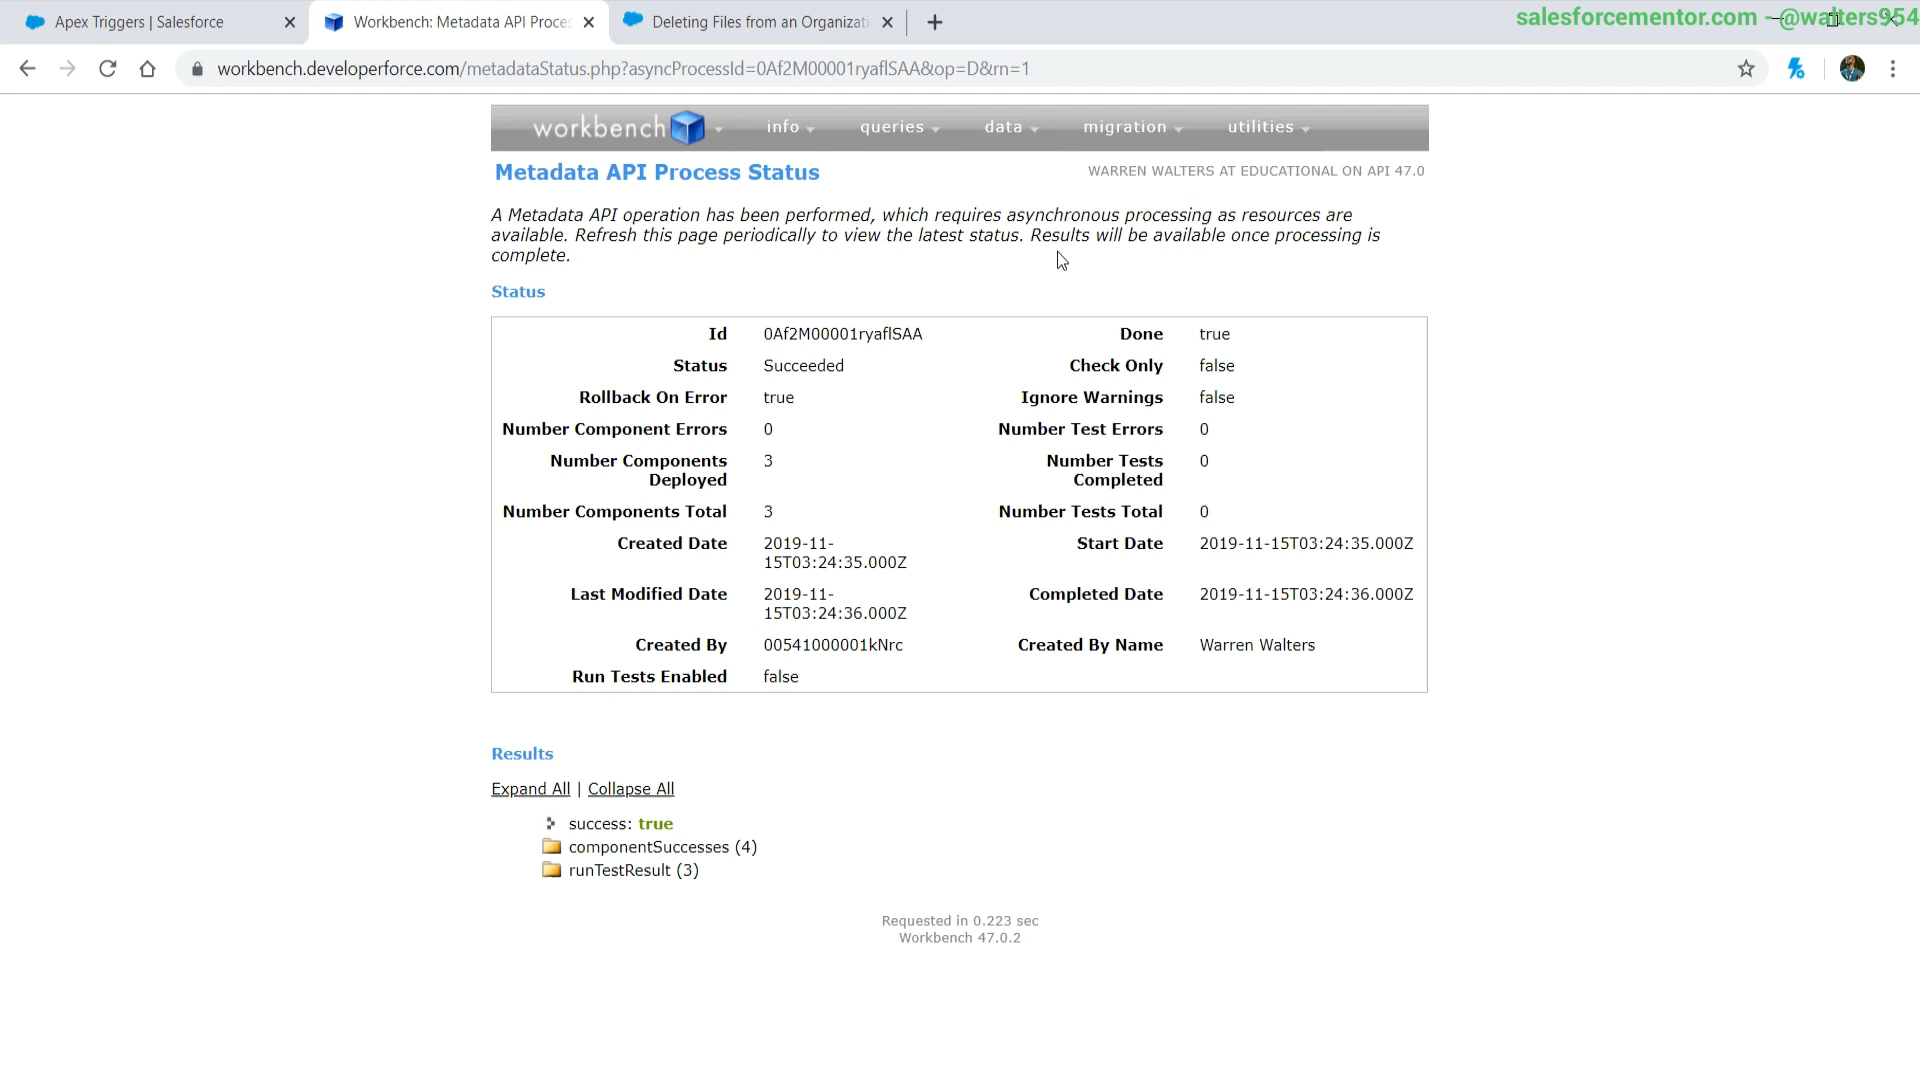 Apex Triggers | Salesforce
Workbench: Metadata API Proces
Deleting Files from an Organizati
salesforcementor.com - @walters954
workbench.developerforce.com/metadataStatus.php?asyncProcessId=0Af2M00001ryaflSAA&op=D&rn=1
workbench info queries data migration utilities
Metadata API Process Status
WARREN WALTERS AT EDUCATIONAL ON API 47.0
A Metadata API operation has been performed, which requires asynchronous processing as resources are
available. Refresh this page periodically to view the latest status. Results will be available once processing is
complete.
Status
Id 0Af2M00001ryaflSAA Done true
Status Succeeded Check Only false
Rollback On Error true Ignore Warnings false
Number Component Errors 0 Number Test Errors 0
Number Components 3 Number Tests 0
Deployed Completed
Number Components Total 3 Number Tests Total 0
Created Date 2019-11- Start Date 2019-11-15T03:24:35.000Z
15T03:24:35.000Z
Last Modified Date 2019-11- Completed Date 2019-11-15T03:24:36.000Z
15T03:24:36.000Z
Created By 00541000001kNrc Created By Name Warren Walters
Run Tests Enabled false
Results
Expand All | Collapse All
success: true
componentSuccesses (4)
runTestResult (3)
Requested in 0.223 sec
Workbench 47.0.2